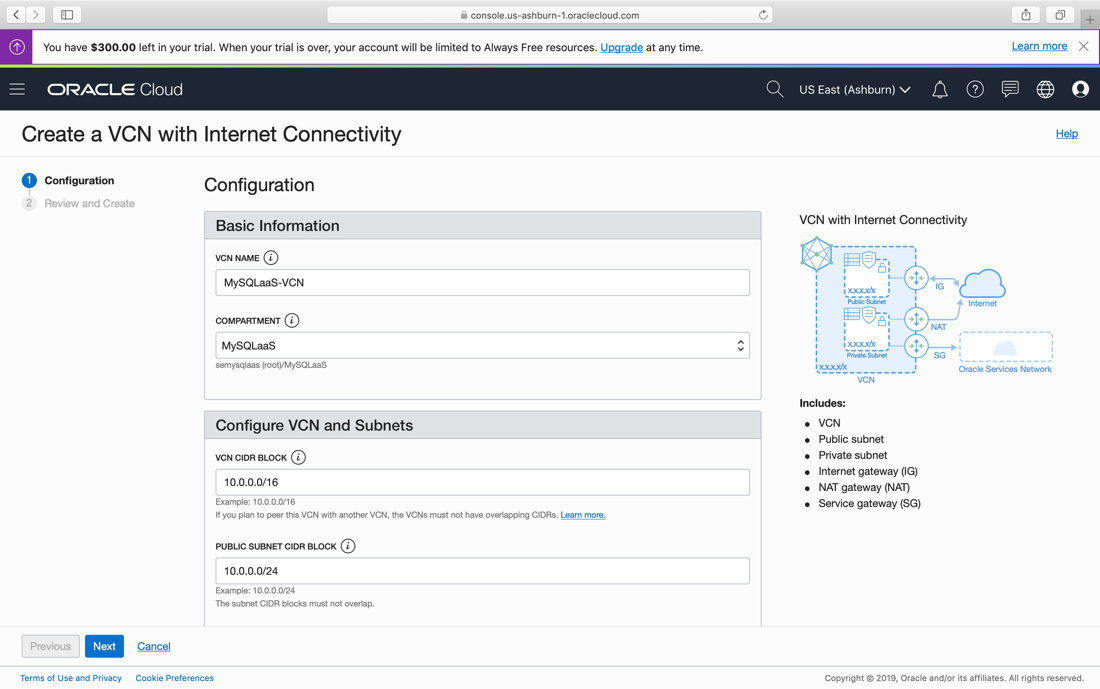 console.us-ashburn-1.oraclecloud.com
You have $300.00 left in your trial. When your trial is over, your account will be limited to Always Free resources. Upgrade at any time.
Learn more
ORACLE Cloud
US East (Ashburn)
Create a VCN with Internet Connectivity
Help
1 Configuration
2 Review and Create
Configuration
Basic Information
VCN NAME i
MySQLaaS-VCN
COMPARTMENT i
MySQLaaS
semysqlaas (root)/MySQLaaS
Configure VCN and Subnets
VCN CIDR BLOCK i
10.0.0.0/16
Example: 10.0.0.0/16
If you plan to peer this VCN with another VCN, the VCNs must not have overlapping CIDRs. Learn more.
PUBLIC SUBNET CIDR BLOCK i
10.0.0.0/24
Example: 10.0.0.0/24
The subnet CIDR blocks must not overlap.
VCN with Internet Connectivity
X.X.X.X/X
Public Subnet
IG
Internet
NAT
X.X.X.X/X
Private Subnet
SG
X.X.X.X/X
Oracle Services Network
VCN
Includes:
VCN
Public subnet
Private subnet
Internet gateway (IG)
NAT gateway (NAT)
Service gateway (SG)
Previous
Next
Cancel
Terms of Use and Privacy
Cookie Preferences
Copyright © 2019, Oracle and/or its affiliates. All rights reserved.